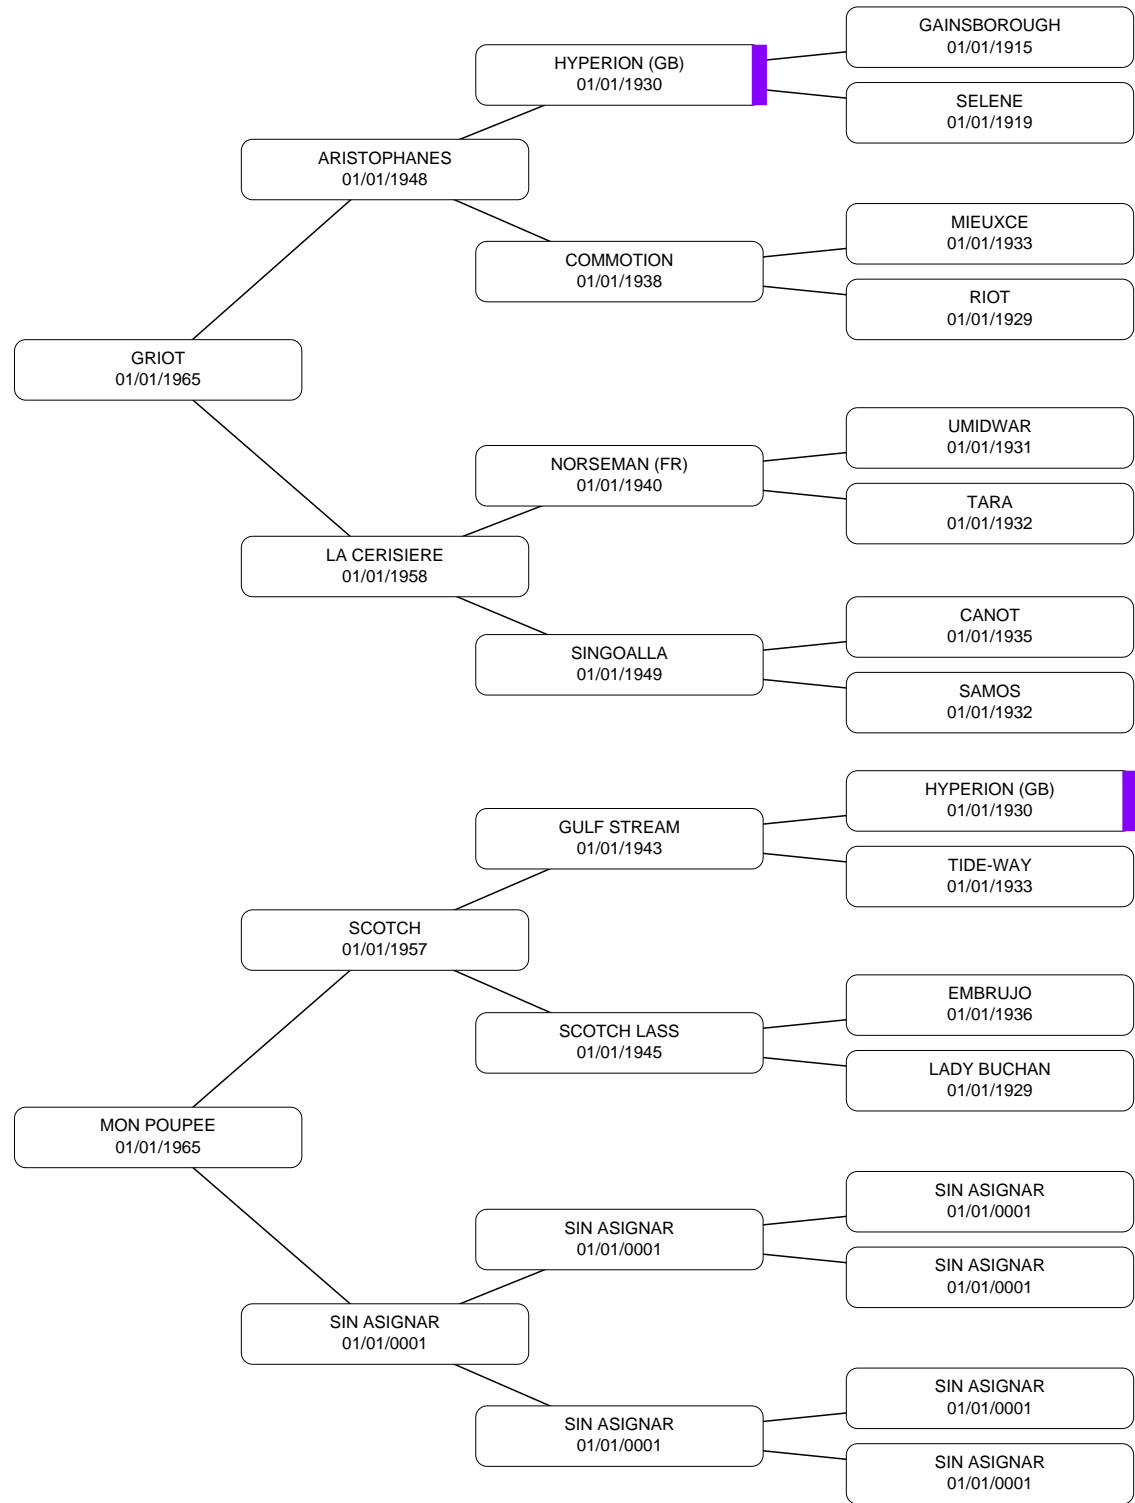 GAINSBOROUGH
01/01/1915
HYPERION (GB)
01/01/1930
SELENE
01/01/1919
ARISTOPHANES
01/01/1948
MIEUXCE
01/01/1933
COMMOTION
01/01/1938
RIOT
01/01/1929
GRIOT
01/01/1965
UMIDWAR
01/01/1931
NORSEMAN (FR)
01/01/1940
TARA
01/01/1932
LA CERISIERE
01/01/1958
CANOT
01/01/1935
SINGOALLA
01/01/1949
SAMOS
01/01/1932
HYPERION (GB)
01/01/1930
GULF STREAM
01/01/1943
TIDE-WAY
01/01/1933
SCOTCH
01/01/1957
EMBRUJO
01/01/1936
SCOTCH LASS
01/01/1945
LADY BUCHAN
01/01/1929
MON POUPEE
01/01/1965
SIN ASIGNAR
01/01/0001
SIN ASIGNAR
01/01/0001
SIN ASIGNAR
01/01/0001
SIN ASIGNAR
01/01/0001
SIN ASIGNAR
01/01/0001
SIN ASIGNAR
01/01/0001
SIN ASIGNAR
01/01/0001